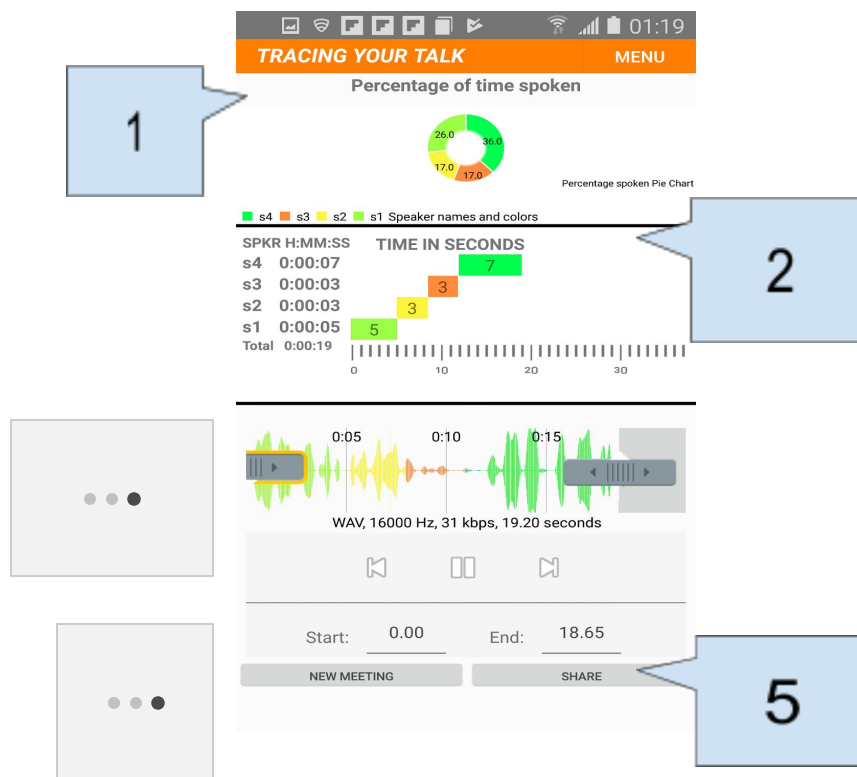 01:19
TRACING YOUR TALK MENU
Percentage of time spoken
1
26.0 36.0
17.0 17.0
Percentage spoken Pie Chart
s4 s3 s2 s1 Speaker names and colors
2
SPKR H:MM:SS TIME IN SECONDS
s4 0:00:07 7
s3 0:00:03 3
s2 0:00:03 3
s1 0:00:05 5
Total 0:00:19
0 10 20 30
0:05 0:10 0:15
WAV, 16000 Hz, 31 kbps, 19.20 seconds
Start: 0.00 End: 18.65
NEW MEETING SHARE
5